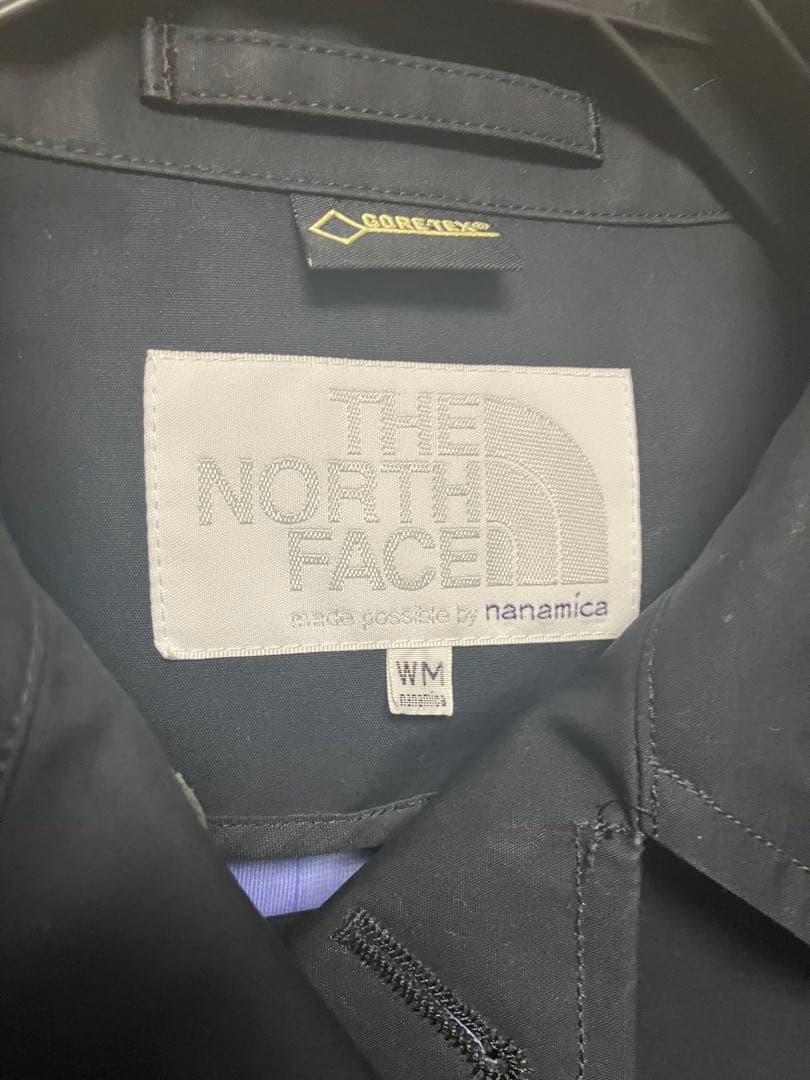 GORE-TEX®
THE
NORTH
FACE
made possible by nanamica
WM
nanamica